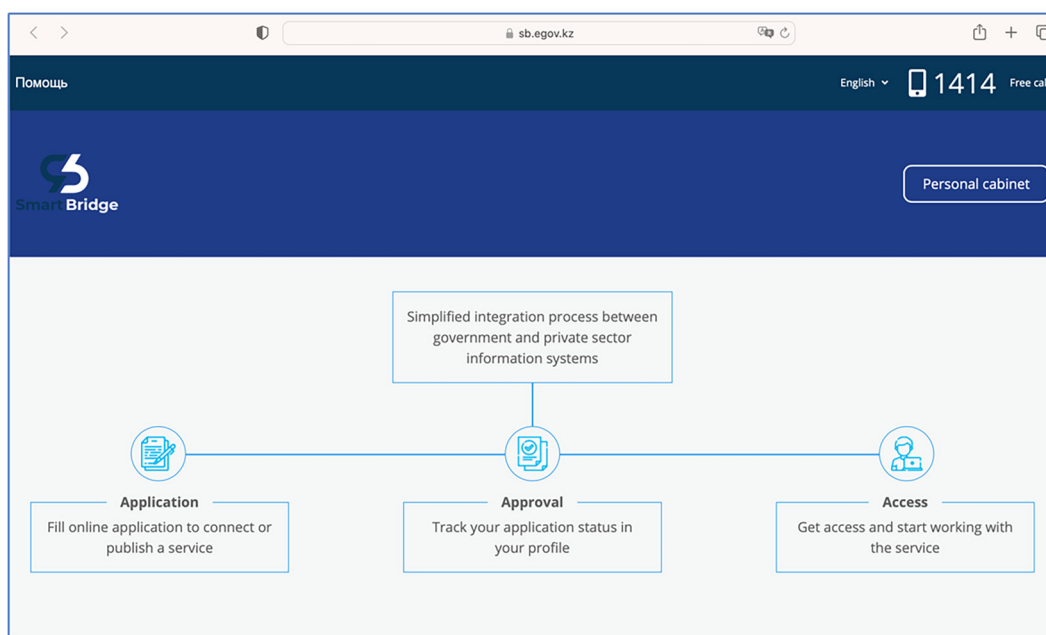 sb.egov.kz
Помощь
English
1414
Free cal
Smart Bridge
Personal cabinet
Simplified integration process between
government and private sector
information systems
Application
Fill online application to connect or
publish a service
Approval
Track your application status in
your profile
Access
Get access and start working with
the service